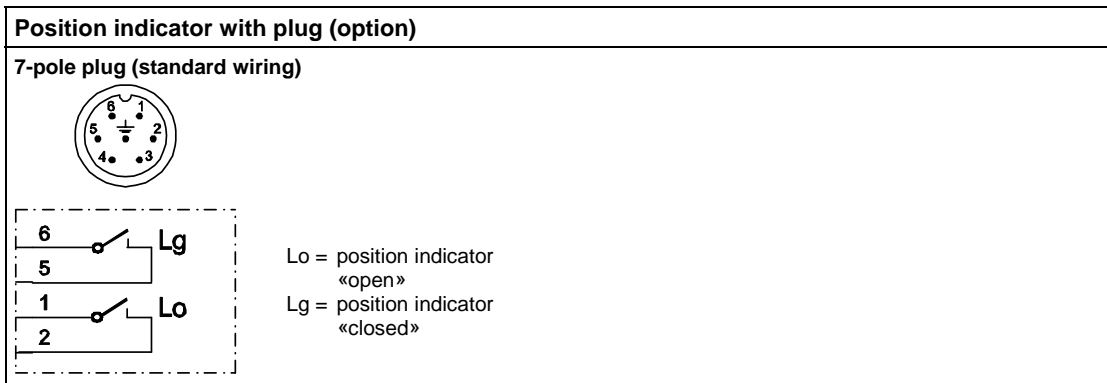 Position indicator with plug (option)
7-pole plug (standard wiring)
6 1
5 2
4 3
6 Lg
5
1 Lo
2
Lo = position indicator
«open»
Lg = position indicator
«closed»